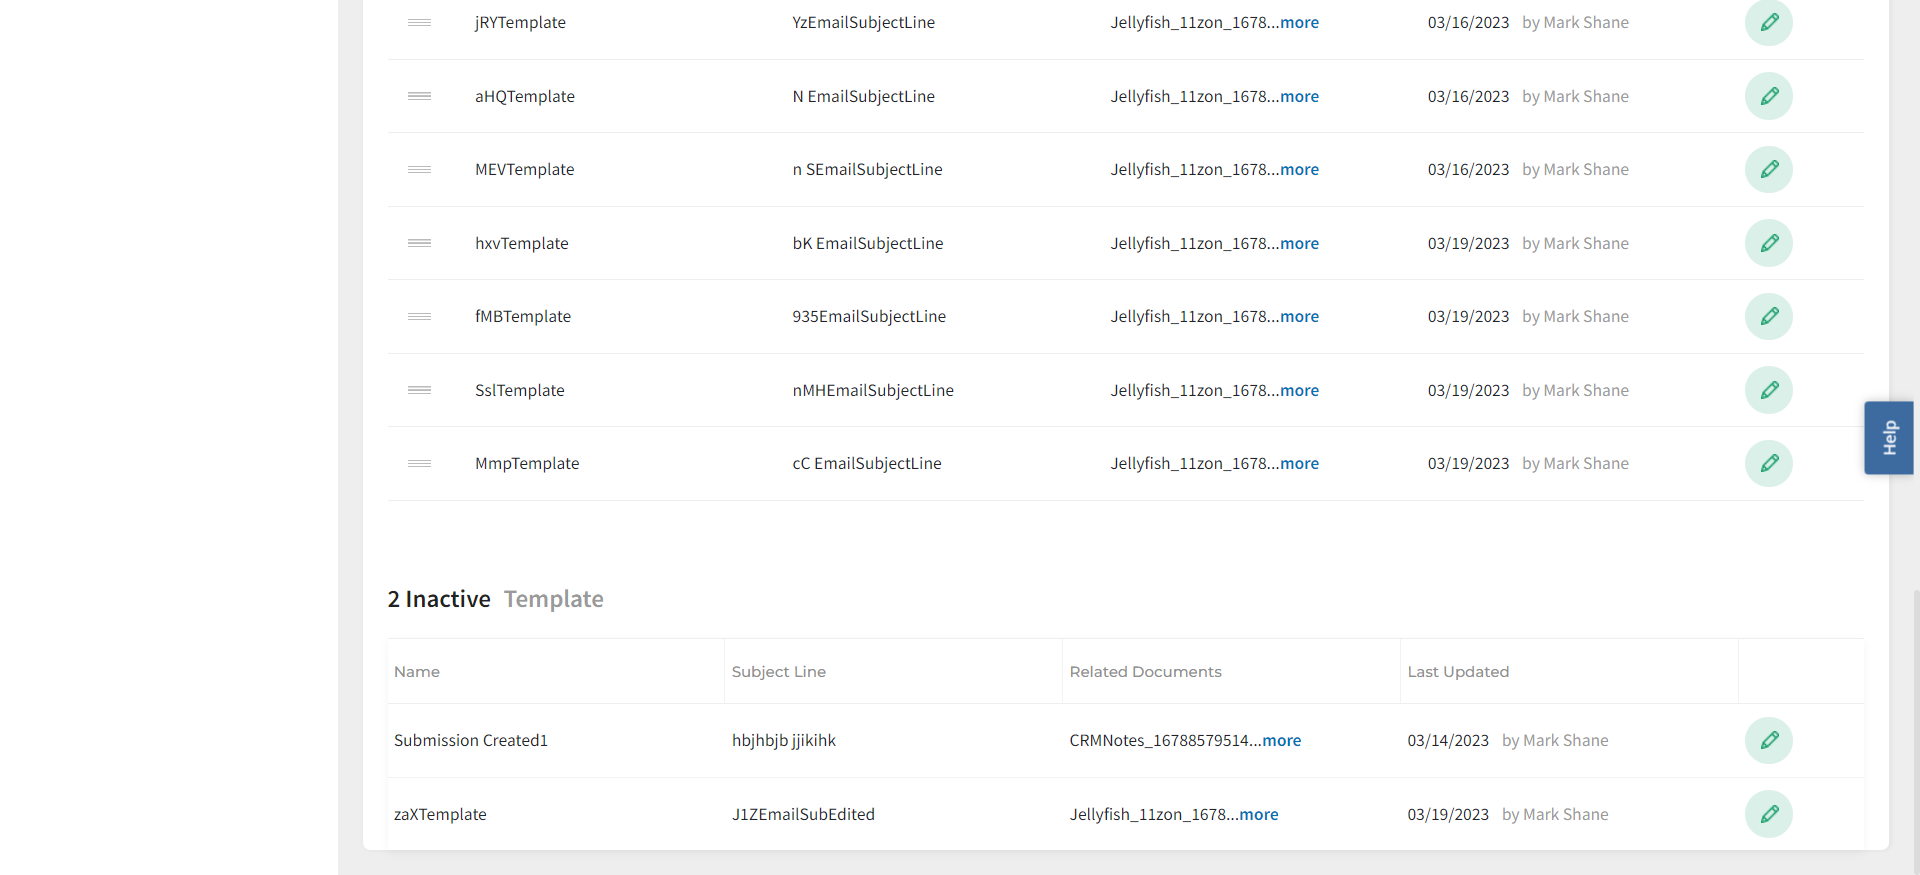 jRYTemplate YzEmailSubjectLine Jellyfish_11zon_1678...more 03/16/2023 by Mark Shane
aHQTemplate N EmailSubjectLine Jellyfish_11zon_1678...more 03/16/2023 by Mark Shane
MEVTemplate n SEmailSubjectLine Jellyfish_11zon_1678...more 03/16/2023 by Mark Shane
hxvTemplate bK EmailSubjectLine Jellyfish_11zon_1678...more 03/19/2023 by Mark Shane
fMBTemplate 935EmailSubjectLine Jellyfish_11zon_1678...more 03/19/2023 by Mark Shane
SslTemplate nMHEmailSubjectLine Jellyfish_11zon_1678...more 03/19/2023 by Mark Shane
Help
MmpTemplate cC EmailSubjectLine Jellyfish_11zon_1678...more 03/19/2023 by Mark Shane
2 Inactive Template
Name Subject Line Related Documents Last Updated
Submission Created1 hbjhbjb jjikihk CRMNotes_16788579514...more 03/14/2023 by Mark Shane
zaXTemplate J1ZEmailSubEdited Jellyfish_11zon_1678...more 03/19/2023 by Mark Shane